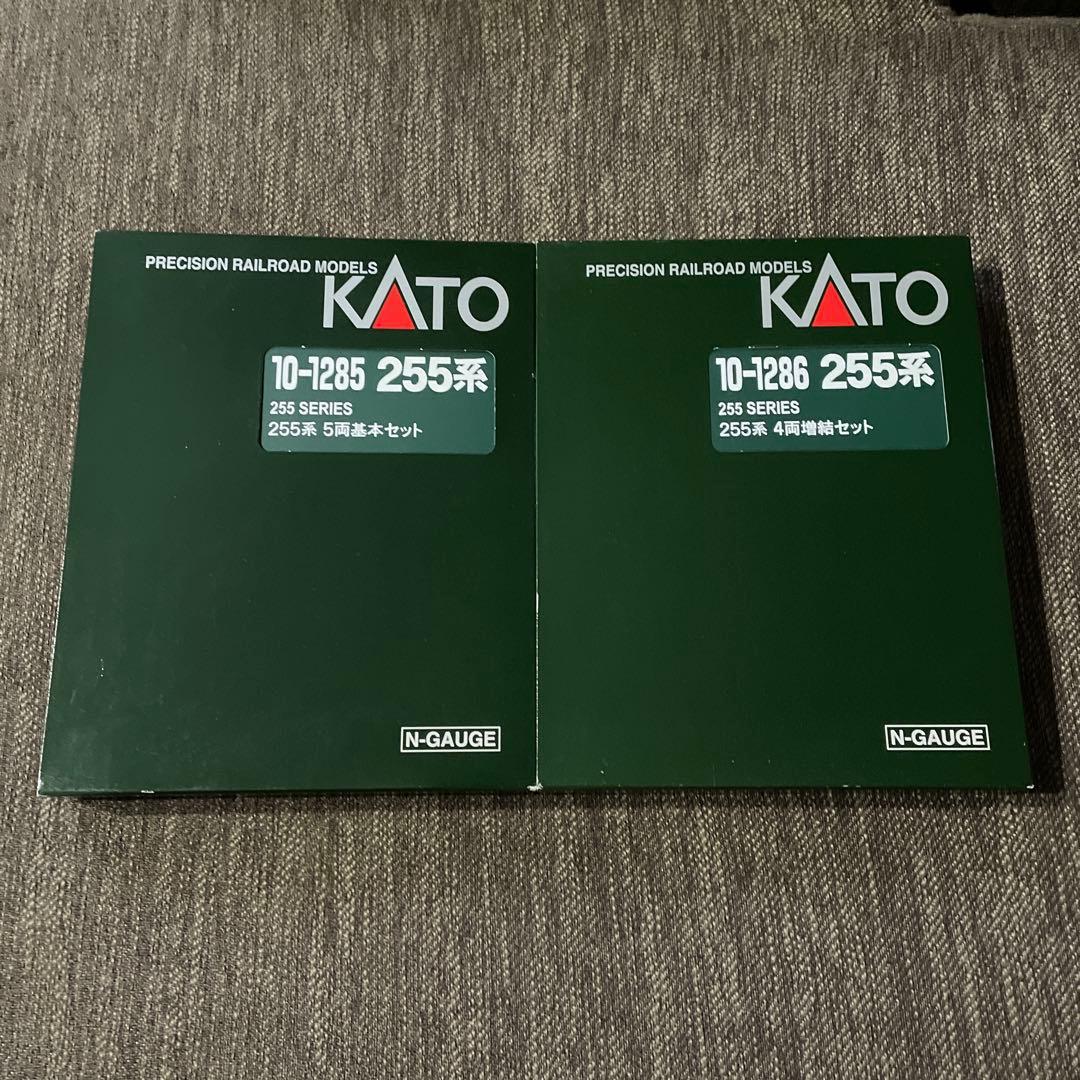 PRECISION RAILROAD MODELS
KATO
10-1285 255系
255 SERIES
255系 5両基本セット
N-GAUGE
PRECISION RAILROAD MODELS
KATO
10-1286 255系
255 SERIES
255系 4両増結セット
N-GAUGE